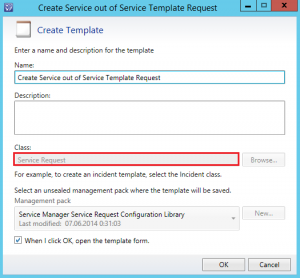 Create Service out of Service Template Request
Create Template
Enter a name and description for the template
Name:
Create Service out of Service Template Request
Description:
Class:
Service Request
Browse...
For example, to create an incident template, select the Incident class.
Select an unsealed management pack where the template will be saved.
Management pack
Service Manager Service Request Configuration Library
Last modified: 07.06.2014 0:31:03
New...
When I click OK, open the template form.
OK
Cancel